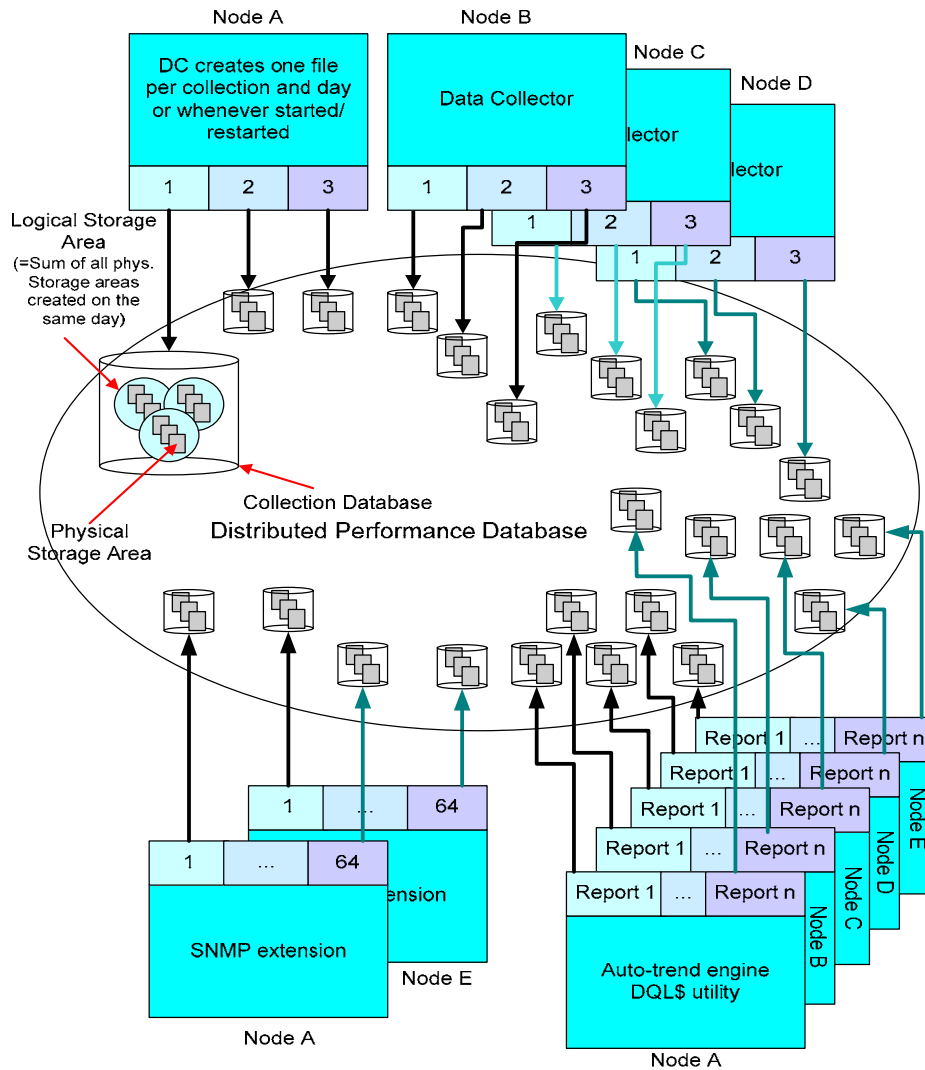 Node A
Node B
Node C
Node D
DC creates one file
per collection and day
or whenever started/
restarted
1
2
3
Data Collector
1
2
3
llector
1
2
3
lector
1
2
3
Logical Storage
Area
(=Sum of all phys.
Storage areas
created on the
same day)
Collection Database
Distributed Performance Database
Physical
Storage Area
1
...
64
ension
Node E
1
...
64
SNMP extension
Node A
Report 1
...
Report n
Node E
Report 1
...
Report n
Node D
Report 1
...
Report n
Node C
Report 1
...
Report n
Node B
Report 1
...
Report n
Auto-trend engine
DQL$ utility
Node A